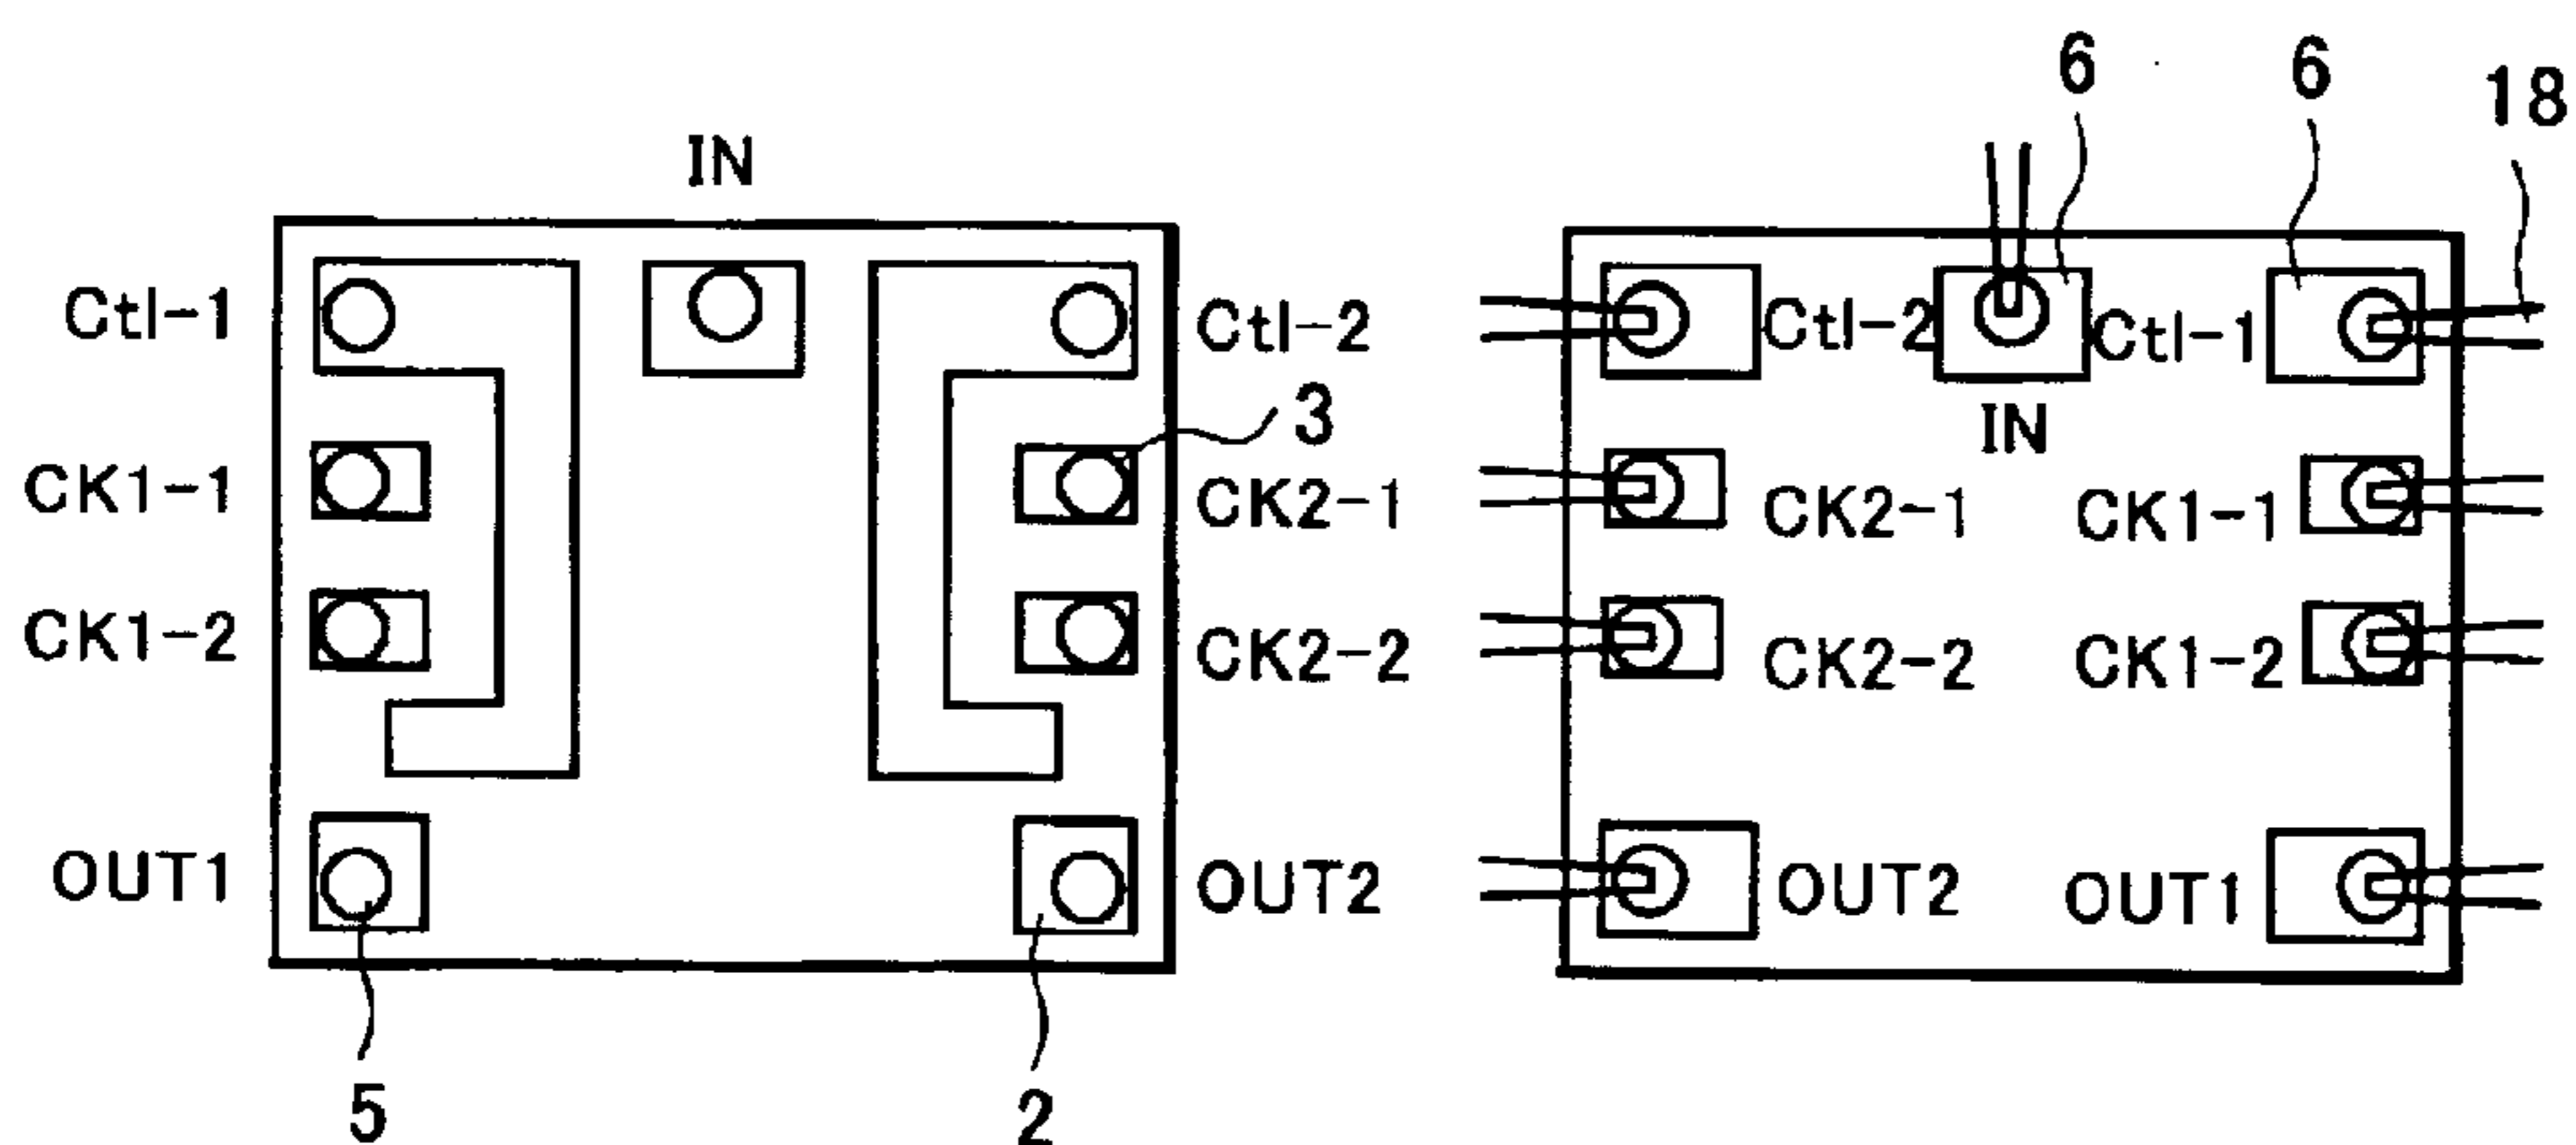 6 6 18
IN
Ctl-1 Ctl-2 Ctl-2 Ctl-1
3 IN
CK1-1 CK2-1 CK2-1 CK1-1
CK1-2 CK2-2 CK2-2 CK1-2
OUT1 OUT2 OUT2 OUT1
5 2